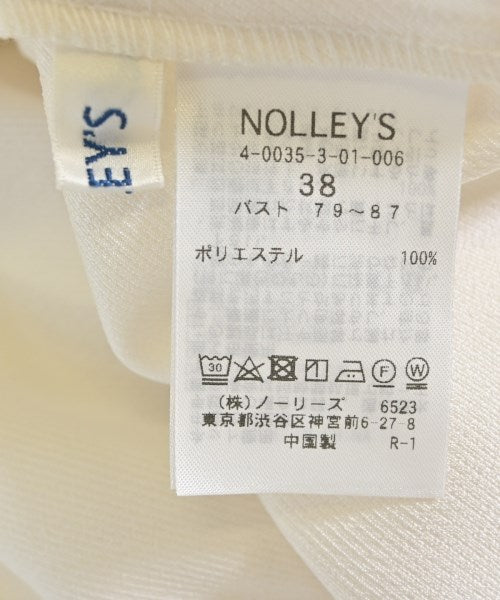 EY'S
NOLLEY'S
4-0035-3-01-006
38
バスト 79~87
ポリエステル 100%
30 F W
(株)ノーリーズ 6523
東京都渋谷区神宮前6-27-8
中国製 R-1